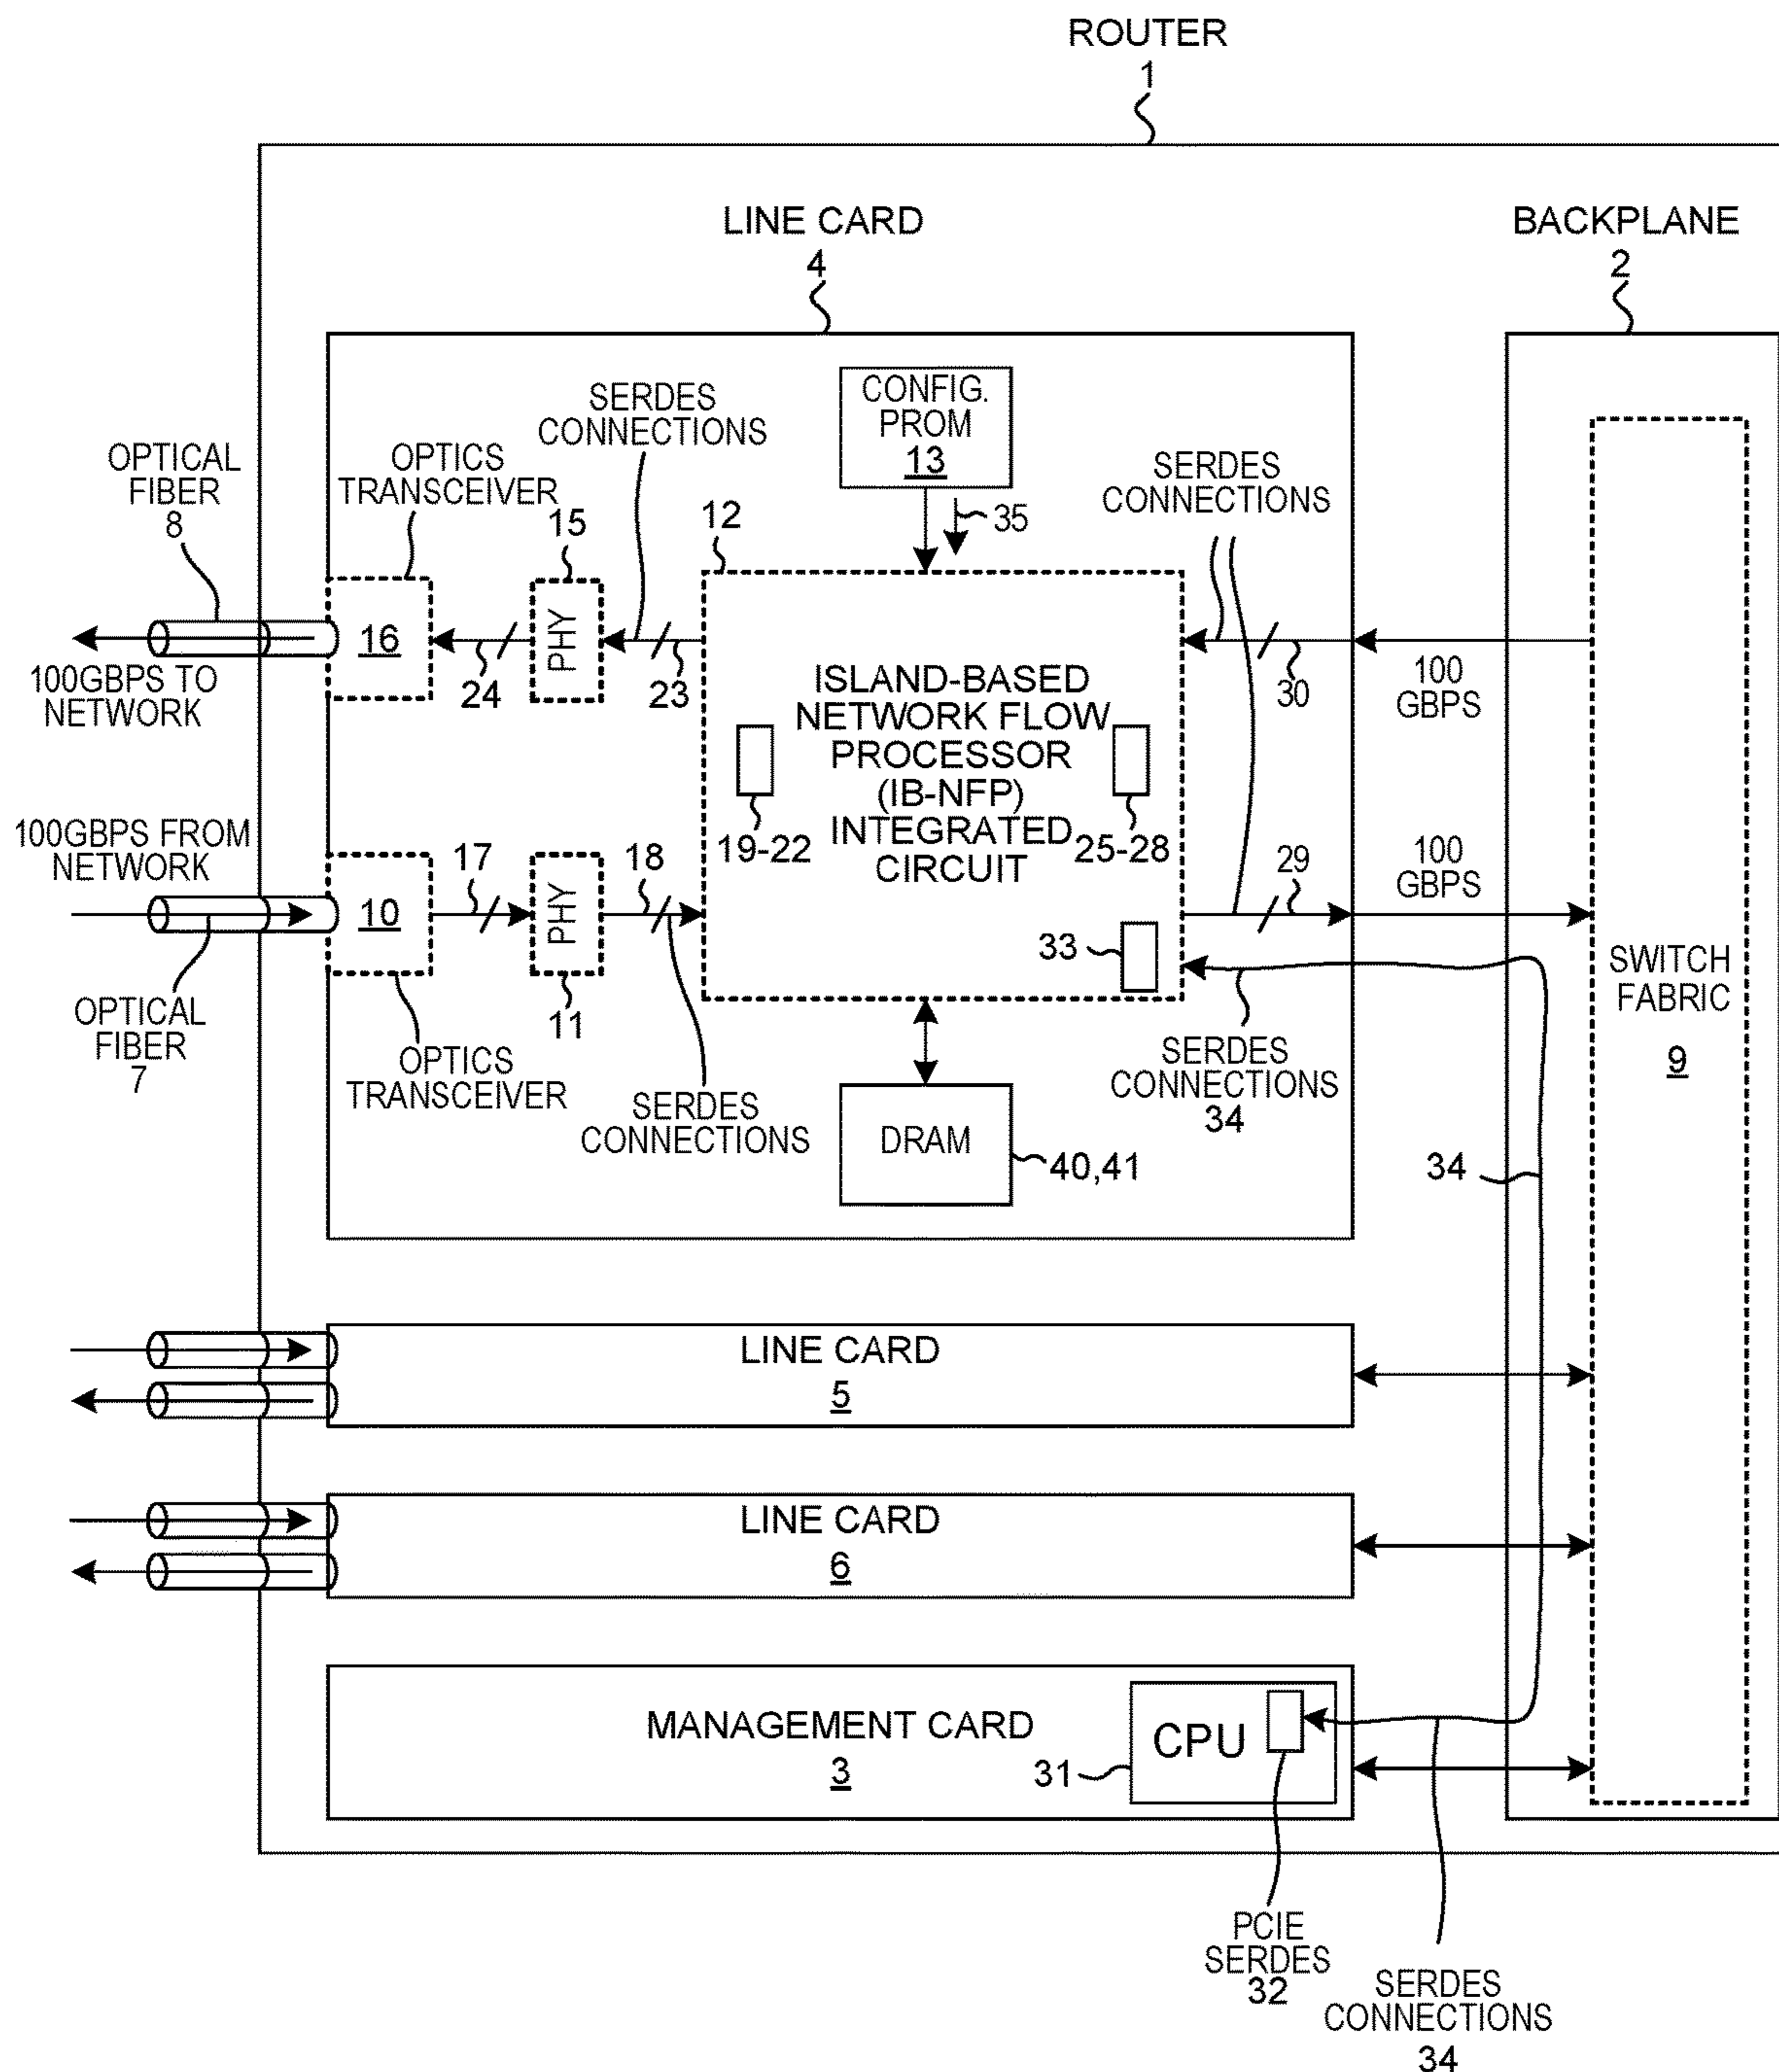 ROUTER
1
LINE CARD
4
BACKPLANE
2
CONFIG.
PROM
13
35
SERDES
CONNECTIONS
SERDES
CONNECTIONS
OPTICAL
FIBER
8
OPTICS
TRANSCEIVER
15
12
16
24
PHY
23
30
100
GBPS
100GBPS TO
NETWORK
ISLAND-BASED
NETWORK FLOW
PROCESSOR
(IB-NFP)
INTEGRATED
CIRCUIT
19-22
25-28
100GBPS FROM
NETWORK
10
17
PHY
18
29
100
GBPS
33
SWITCH
FABRIC
9
OPTICAL
FIBER
7
11
OPTICS
TRANSCEIVER
SERDES
CONNECTIONS
SERDES
CONNECTIONS
34
DRAM
40,41
34
LINE CARD
5
LINE CARD
6
MANAGEMENT CARD
3
31
CPU
PCIE
SERDES
32
SERDES
CONNECTIONS
34